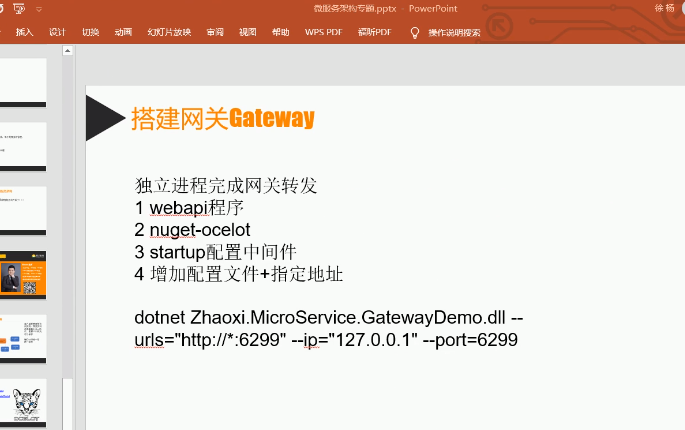 微服务架构专题.pptx - PowerPoint
徐 杨
插入 设计 切换 动画 幻灯片放映 审阅 视图 帮助 WPS PDF 福昕PDF 操作说明搜索
搭建网关Gateway
独立进程完成网关转发
1 webapi程序
2 nuget-ocelot
3 startup配置中间件
4 增加配置文件+指定地址
dotnet Zhaoxi.MicroService.GatewayDemo.dll --
urls="http://*:6299" --ip="127.0.0.1" --port=6299
OCELOT